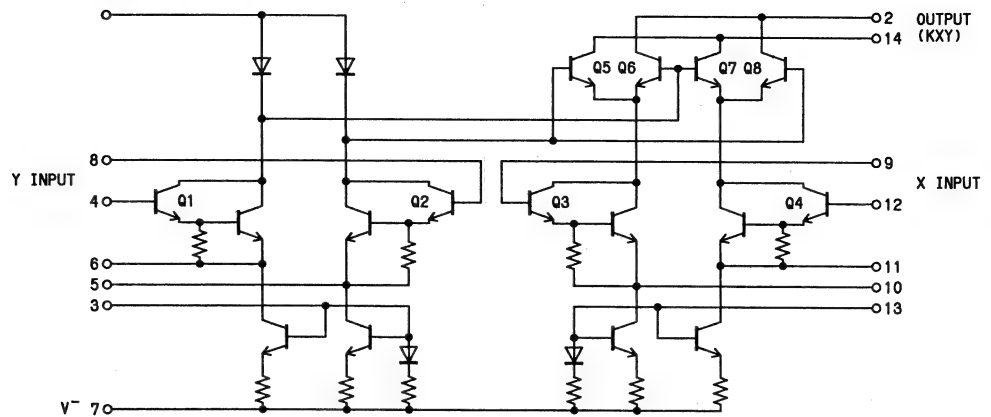 2 OUTPUT
(KXY)
14
Q5 Q6 Q7 Q8
8
9
Y INPUT
X INPUT
4 Q1 Q2 Q3 Q4 12
6
11
5
10
3
13
V⁻ 7